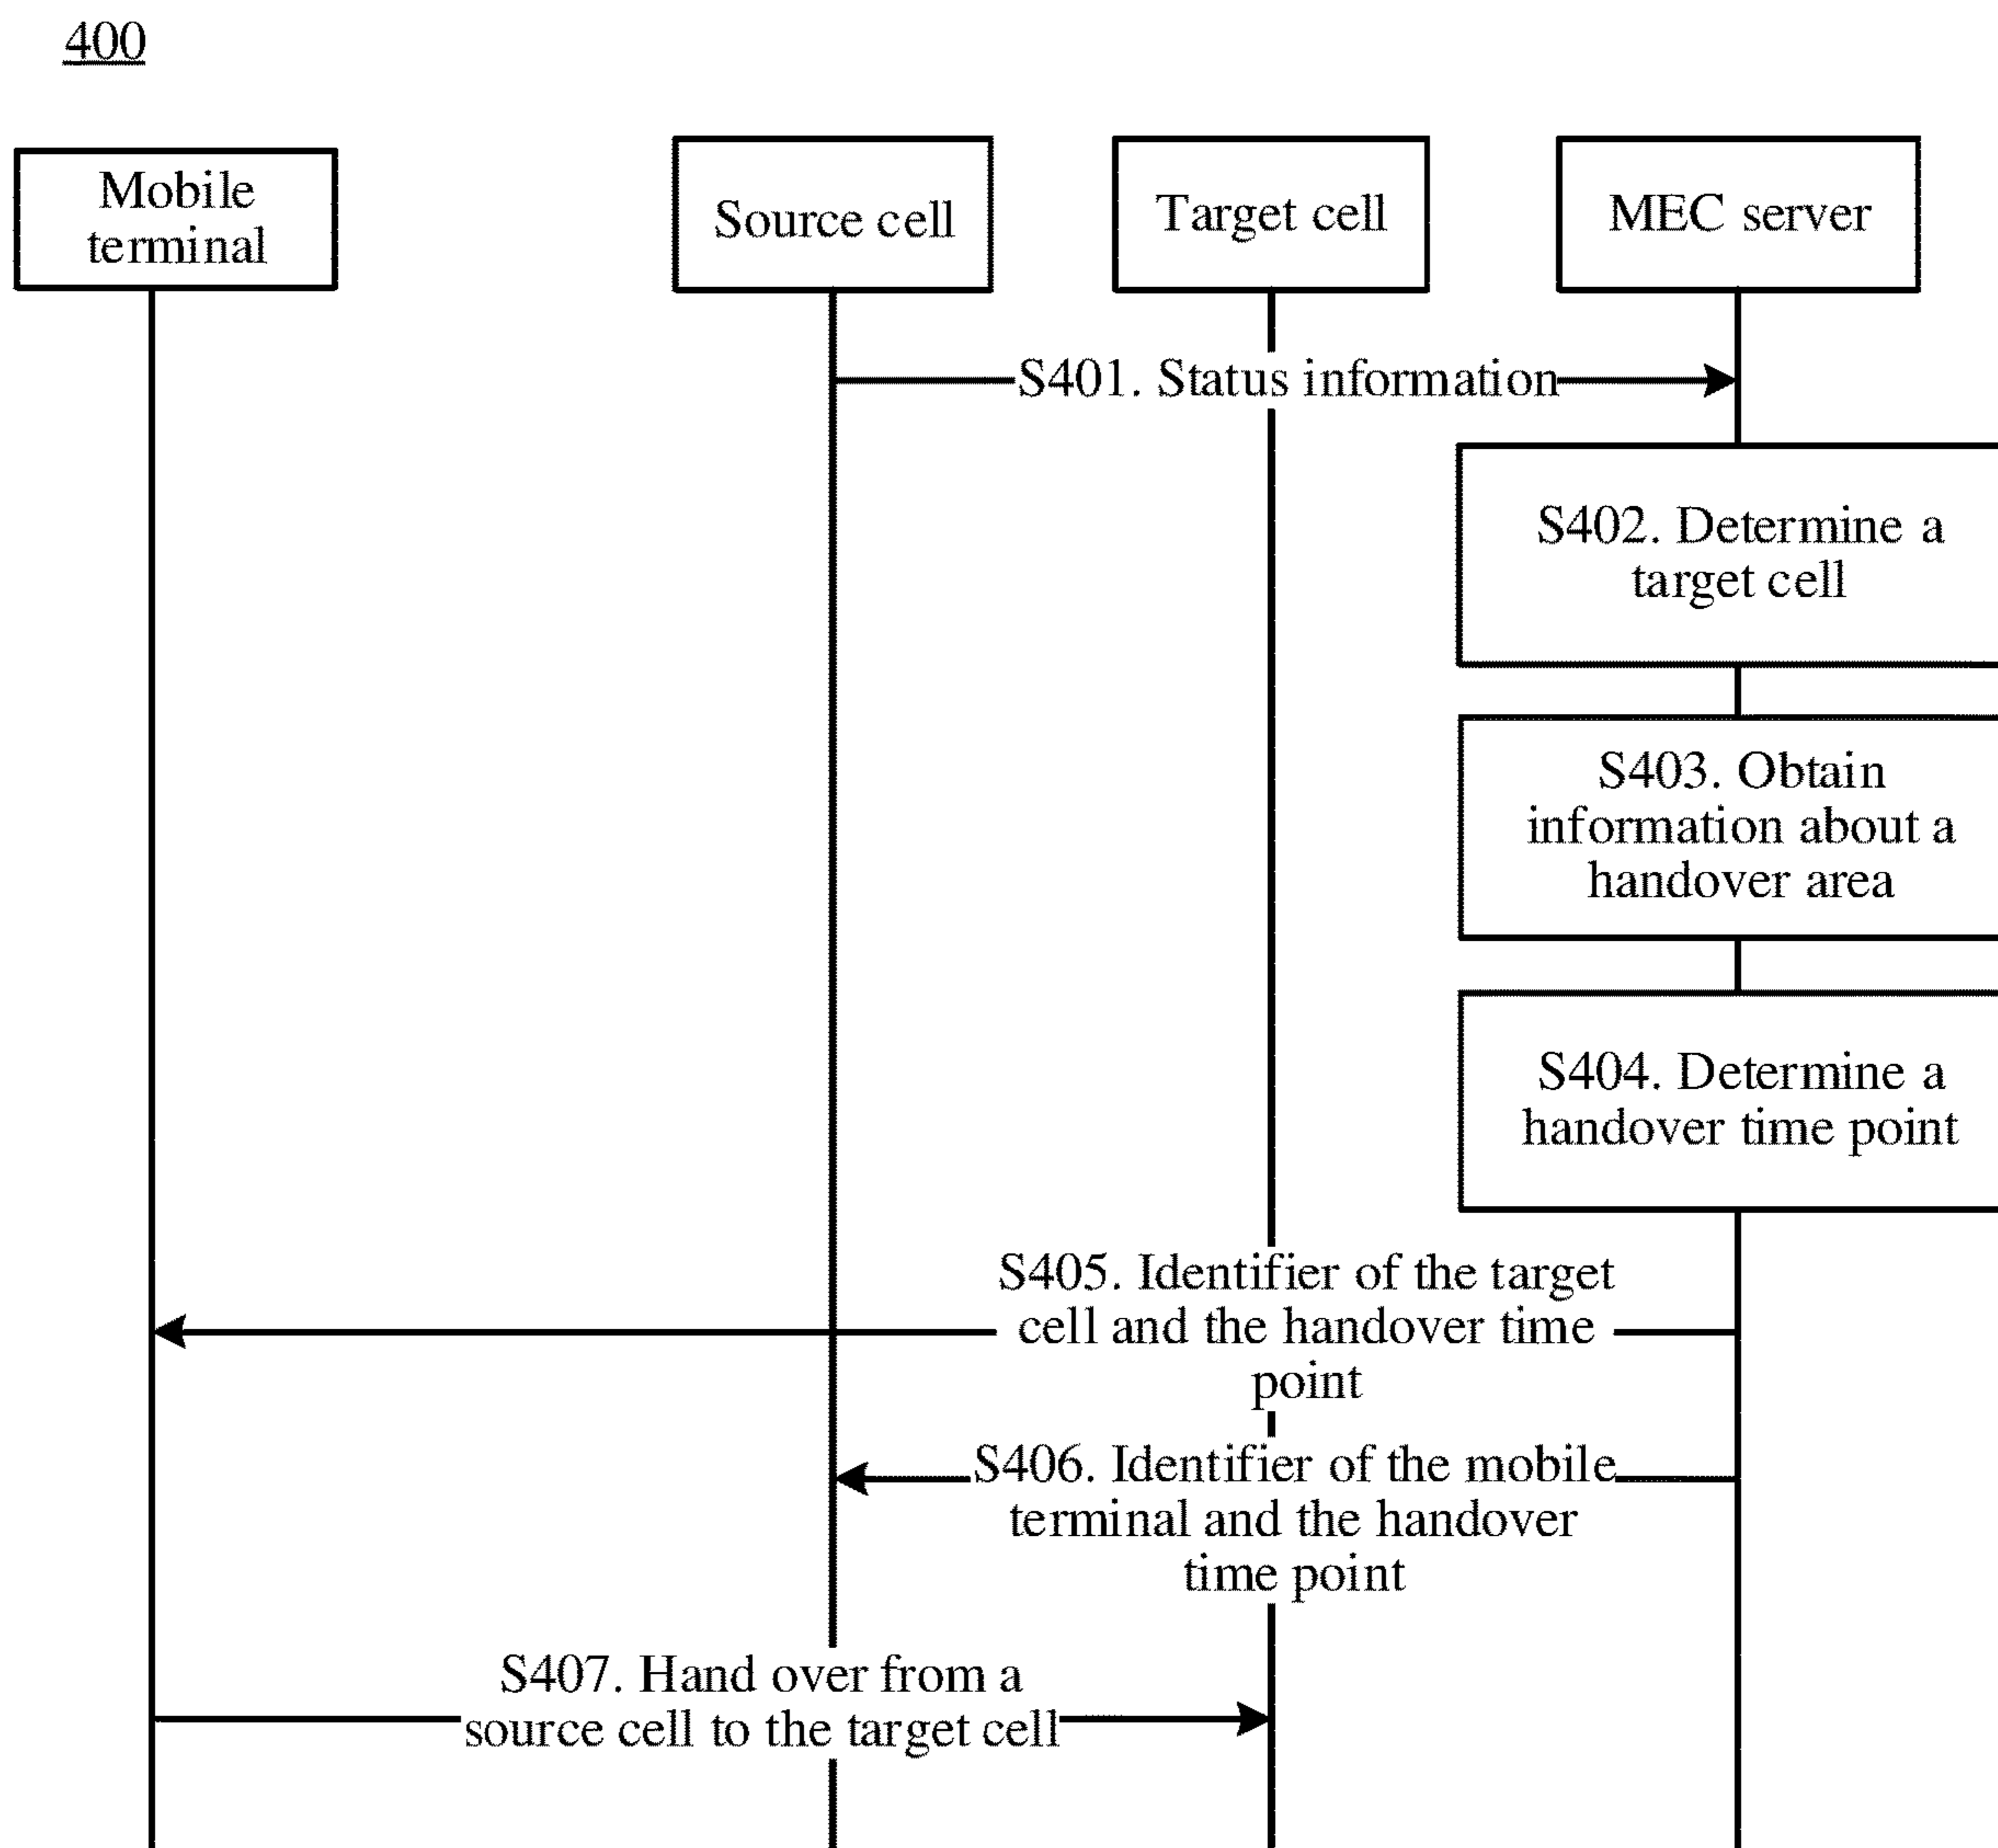 400
Mobile
terminal
Source cell
Target cell
MEC server
S401. Status information
S402. Determine a
target cell
S403. Obtain
information about a
handover area
S404. Determine a
handover time point
S405. Identifier of the target
cell and the handover time
point
S406. Identifier of the mobile
terminal and the handover
time point
S407. Hand over from a
source cell to the target cell